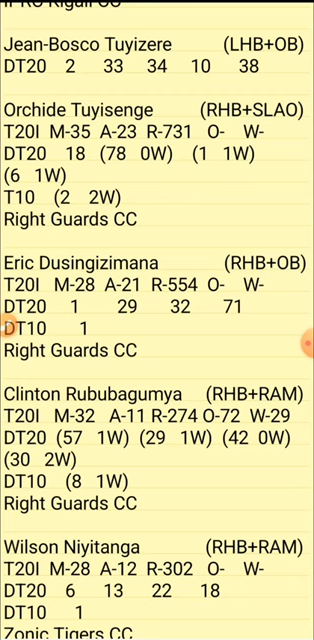 IPRC Kigali CC
Jean-Bosco Tuyizere (LHB+OB)
DT20 2 33 34 10 38
Orchide Tuyisenge (RHB+SLAO)
T20I M-35 A-23 R-731 O- W-
DT20 18 (78 0W) (1 1W)
(6 1W)
T10 (2 2W)
Right Guards CC
Eric Dusingizimana (RHB+OB)
T20I M-28 A-21 R-554 O- W-
DT20 1 29 32 71
DT10 1
Right Guards CC
Clinton Rububagumya (RHB+RAM)
T20I M-32 A-11 R-274 O-72 W-29
DT20 (57 1W) (29 1W) (42 0W)
(30 2W)
DT10 (8 1W)
Right Guards CC
Wilson Niyitanga (RHB+RAM)
T20I M-28 A-12 R-302 O- W-
DT20 6 13 22 18
DT10 1
Zonic Tigers CC